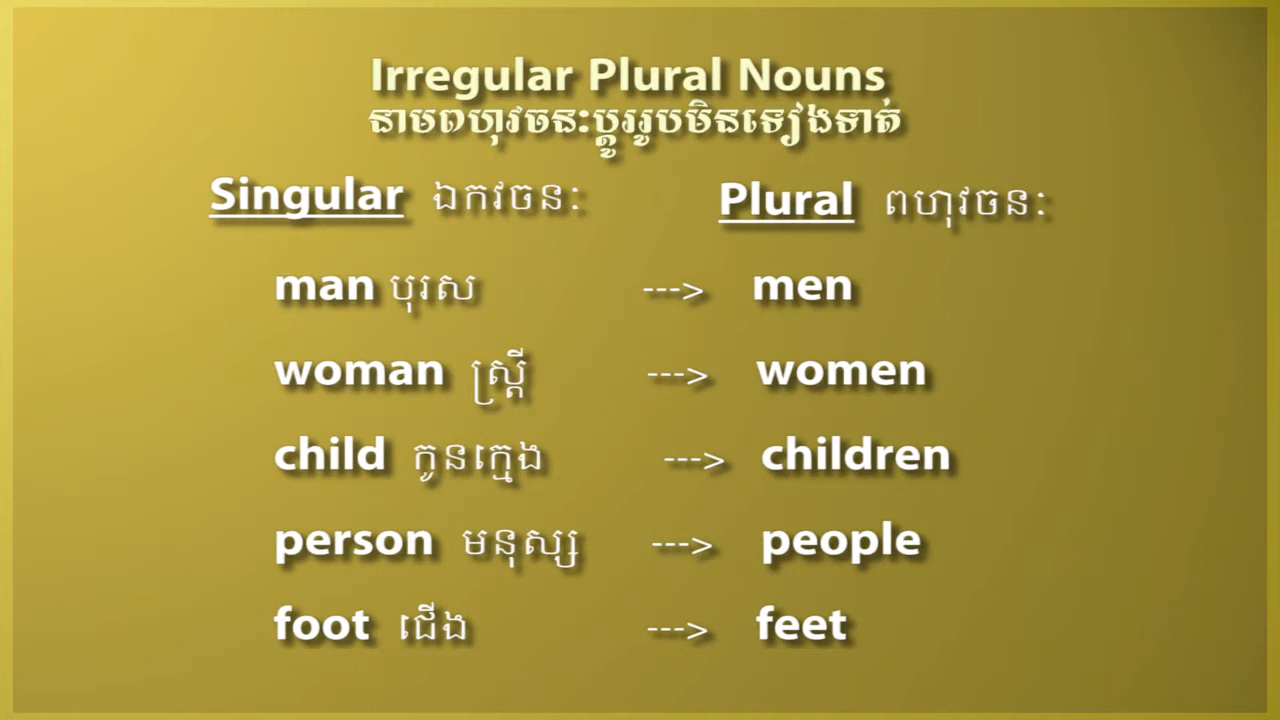 Irregular Plural Nouns
នាមពហុវចនៈប្ដូររូបមិនទៀងទាត់
Singular ឯកវចនៈ Plural ពហុវចនៈ
man បុរស ---> men
woman ស្ត្រី ---> women
child កូនក្មេង ---> children
person មនុស្ស ---> people
foot ជើង ---> feet